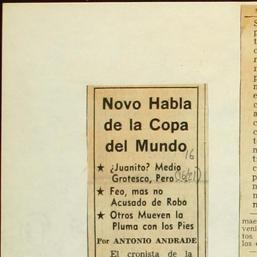 Novo Habla
de la Copa
del Mundo
16
★ ¿Juanito? Medio
Grotesco, Pero
★ Feo, mas no
Acusado de Robo
★ Otros Mueven la
Pluma con los Pies
Por ANTONIO ANDRADE
El cronista de la